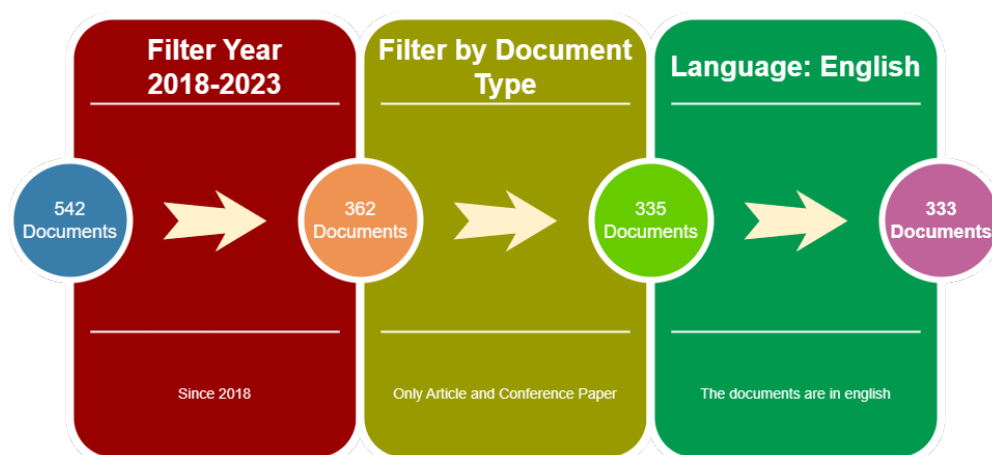 Filter Year
2018-2023
Filter by Document
Type
Language: English
542
Documents
362
Documents
335
Documents
333
Documents
Since 2018
Only Article and Conference Paper
The documents are in english